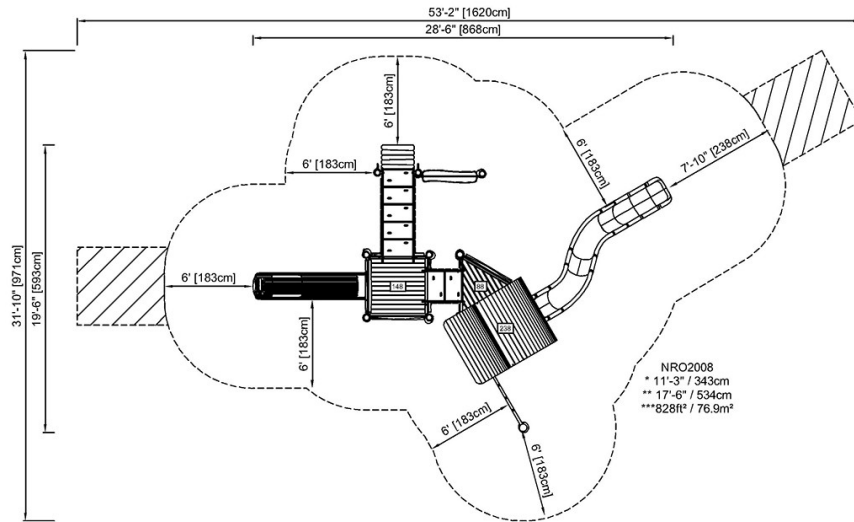 53'-2" [1620cm]
28'-6" [868cm]
6' [183cm]
6' [183cm]
6' [183cm]
7'-10" [238cm]
31'-10" [971cm]
19'-6" [593cm]
6' [183cm]
148
88
238
6' [183cm]
NRO2008
* 11'-3" / 343cm
** 17'-6" / 534cm
***828ft² / 76.9m²
6' [183cm]
6' [183cm]